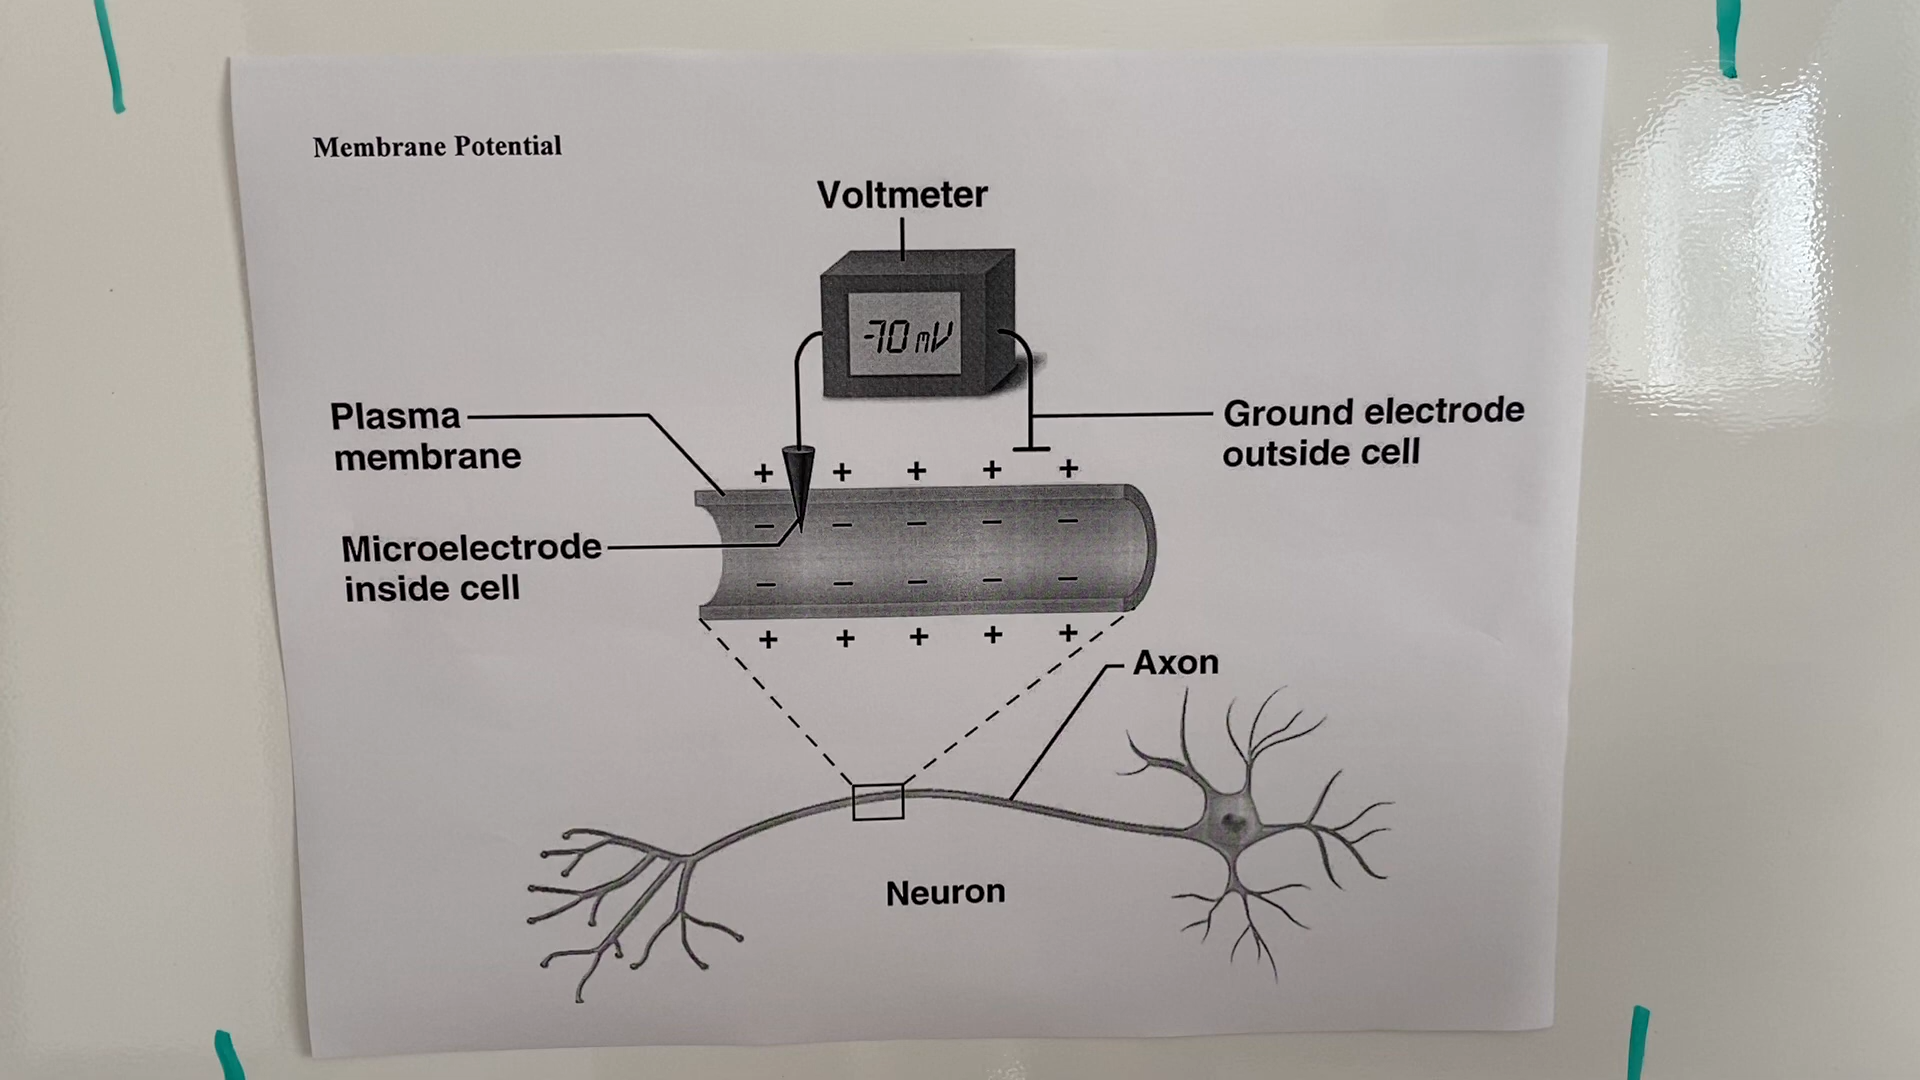 Membrane Potential
Voltmeter
-70 mV
Plasma
membrane
Ground electrode
outside cell
+ + + + +
– – – – –
Microelectrode
inside cell
– – – – –
+ + + + +
Axon
Neuron